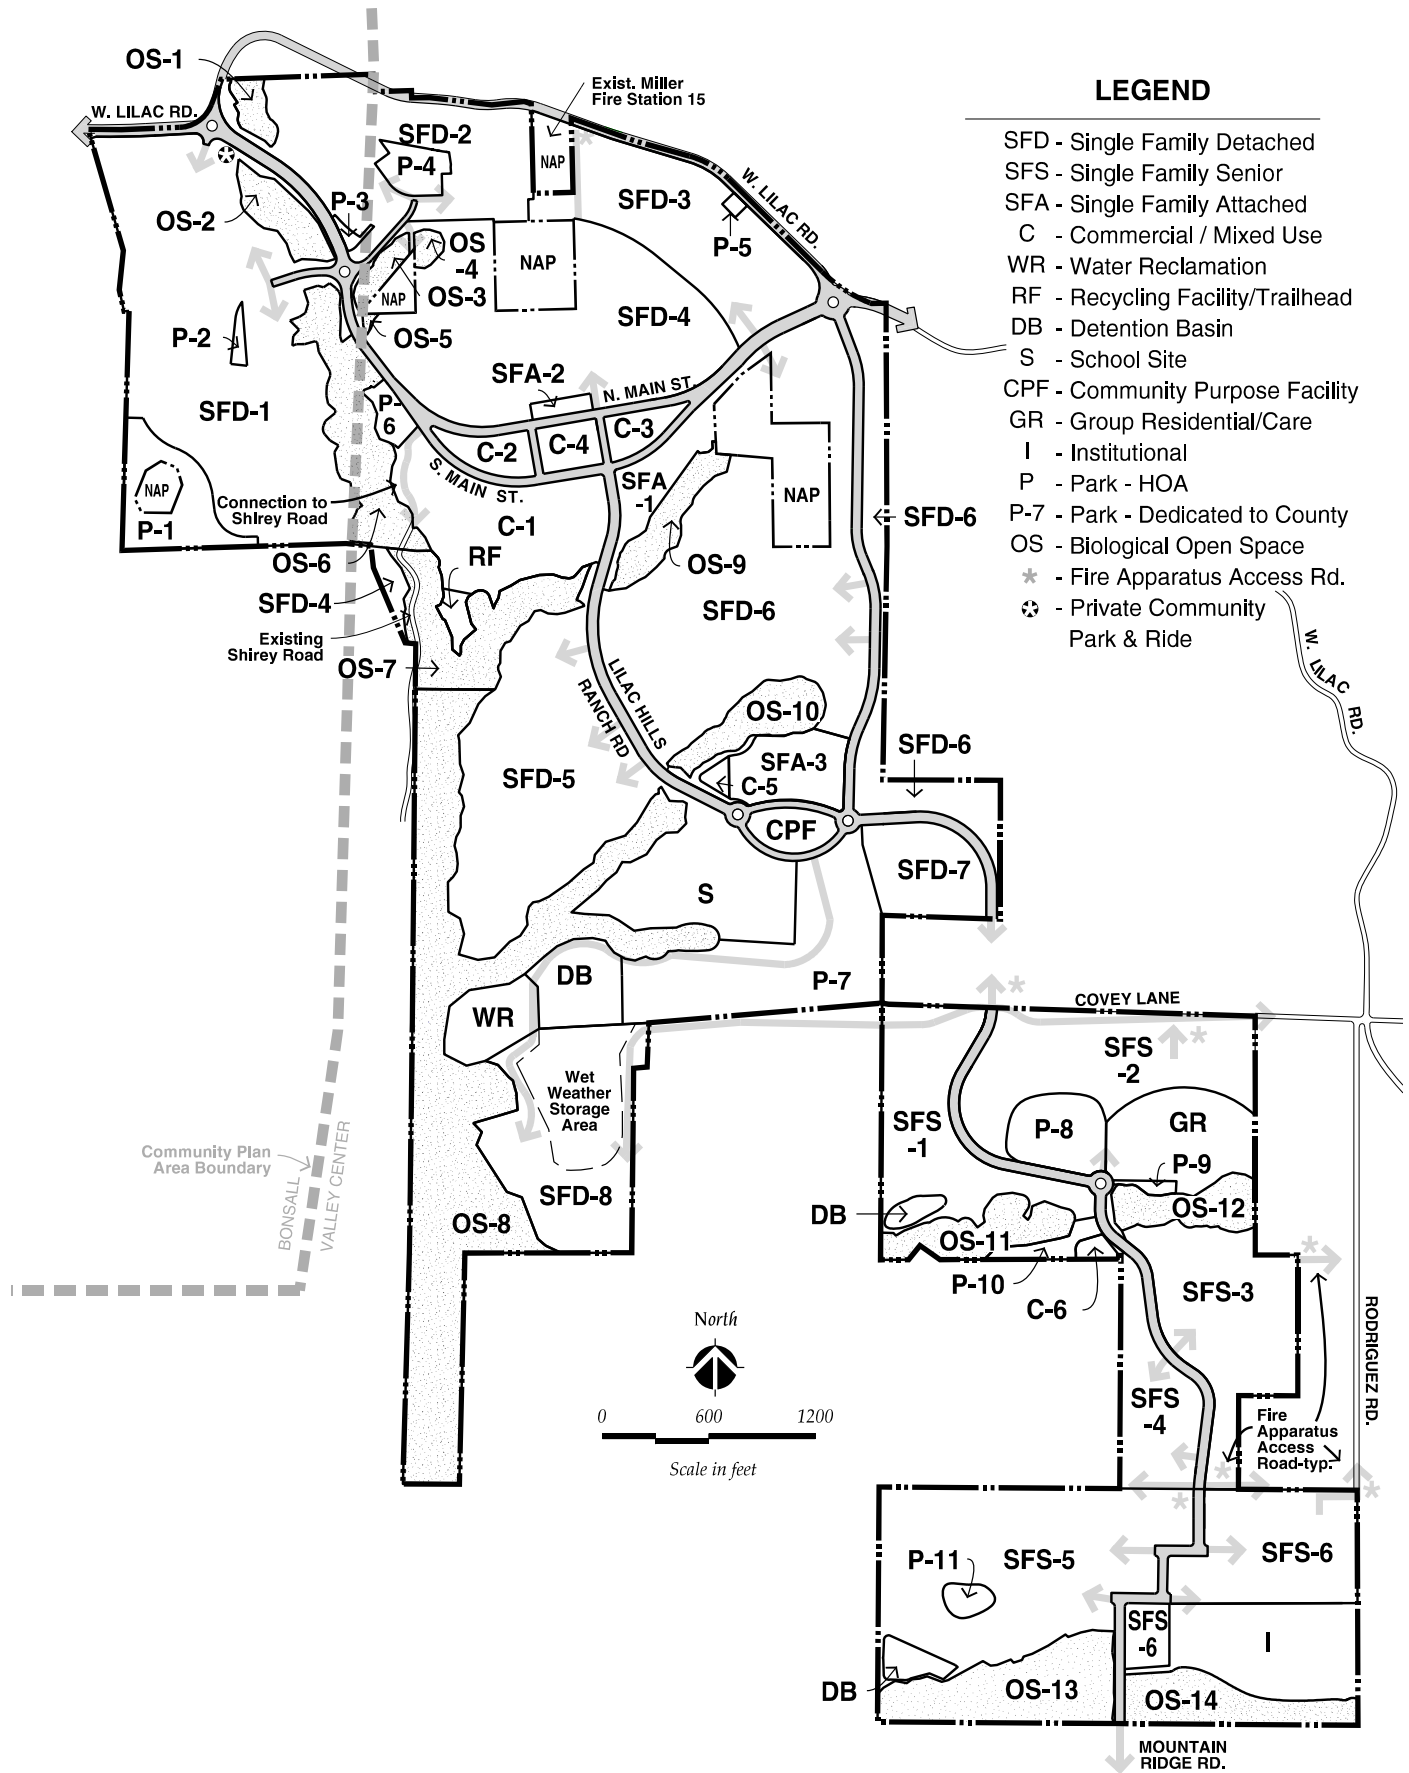 OS-1
W. LILAC RD.
Exist. Miller
Fire Station 15
SFD-2
P-4
NAP
P-3
OS-2
SFD-3
W. LILAC RD.
P-5
OS
-4
NAP
OS-3
NAP
OS-5
SFD-4
P-2
SFD-1
SFA-2
N. MAIN ST.
P-
6
C-2
C-4
C-3
S. MAIN ST.
SFA
-1
NAP
NAP
P-1
Connection to
Shirey Road
C-1
RF
OS-6
SFD-4
Existing
Shirey Road
OS-7
OS-9
SFD-6
SFD-6
LILAC HILLS
RANCH RD
OS-10
SFD-6
SFA-3
C-5
SFD-5
CPF
SFD-7
S
DB
P-7
WR
COVEY LANE
Wet
Weather
Storage
Area
SFS
-2
SFS
-1
P-8
GR
P-9
SFD-8
OS-8
DB
OS-11
OS-12
P-10
C-6
SFS-3
Community Plan
Area Boundary
BONSALL
VALLEY CENTER
North
0 600 1200
Scale in feet
SFS
-4
Fire
Apparatus
Access
Road-typ.
RODRIGUEZ RD.
W. LILAC RD.
P-11
SFS-5
SFS-6
SFS
-6
I
DB
OS-13
OS-14
MOUNTAIN
RIDGE RD.
LEGEND
SFD - Single Family Detached
SFS - Single Family Senior
SFA - Single Family Attached
C - Commercial / Mixed Use
WR - Water Reclamation
RF - Recycling Facility/Trailhead
DB - Detention Basin
S - School Site
CPF - Community Purpose Facility
GR - Group Residential/Care
I - Institutional
P - Park - HOA
P-7 - Park - Dedicated to County
OS - Biological Open Space
* - Fire Apparatus Access Rd.
- Private Community
Park & Ride